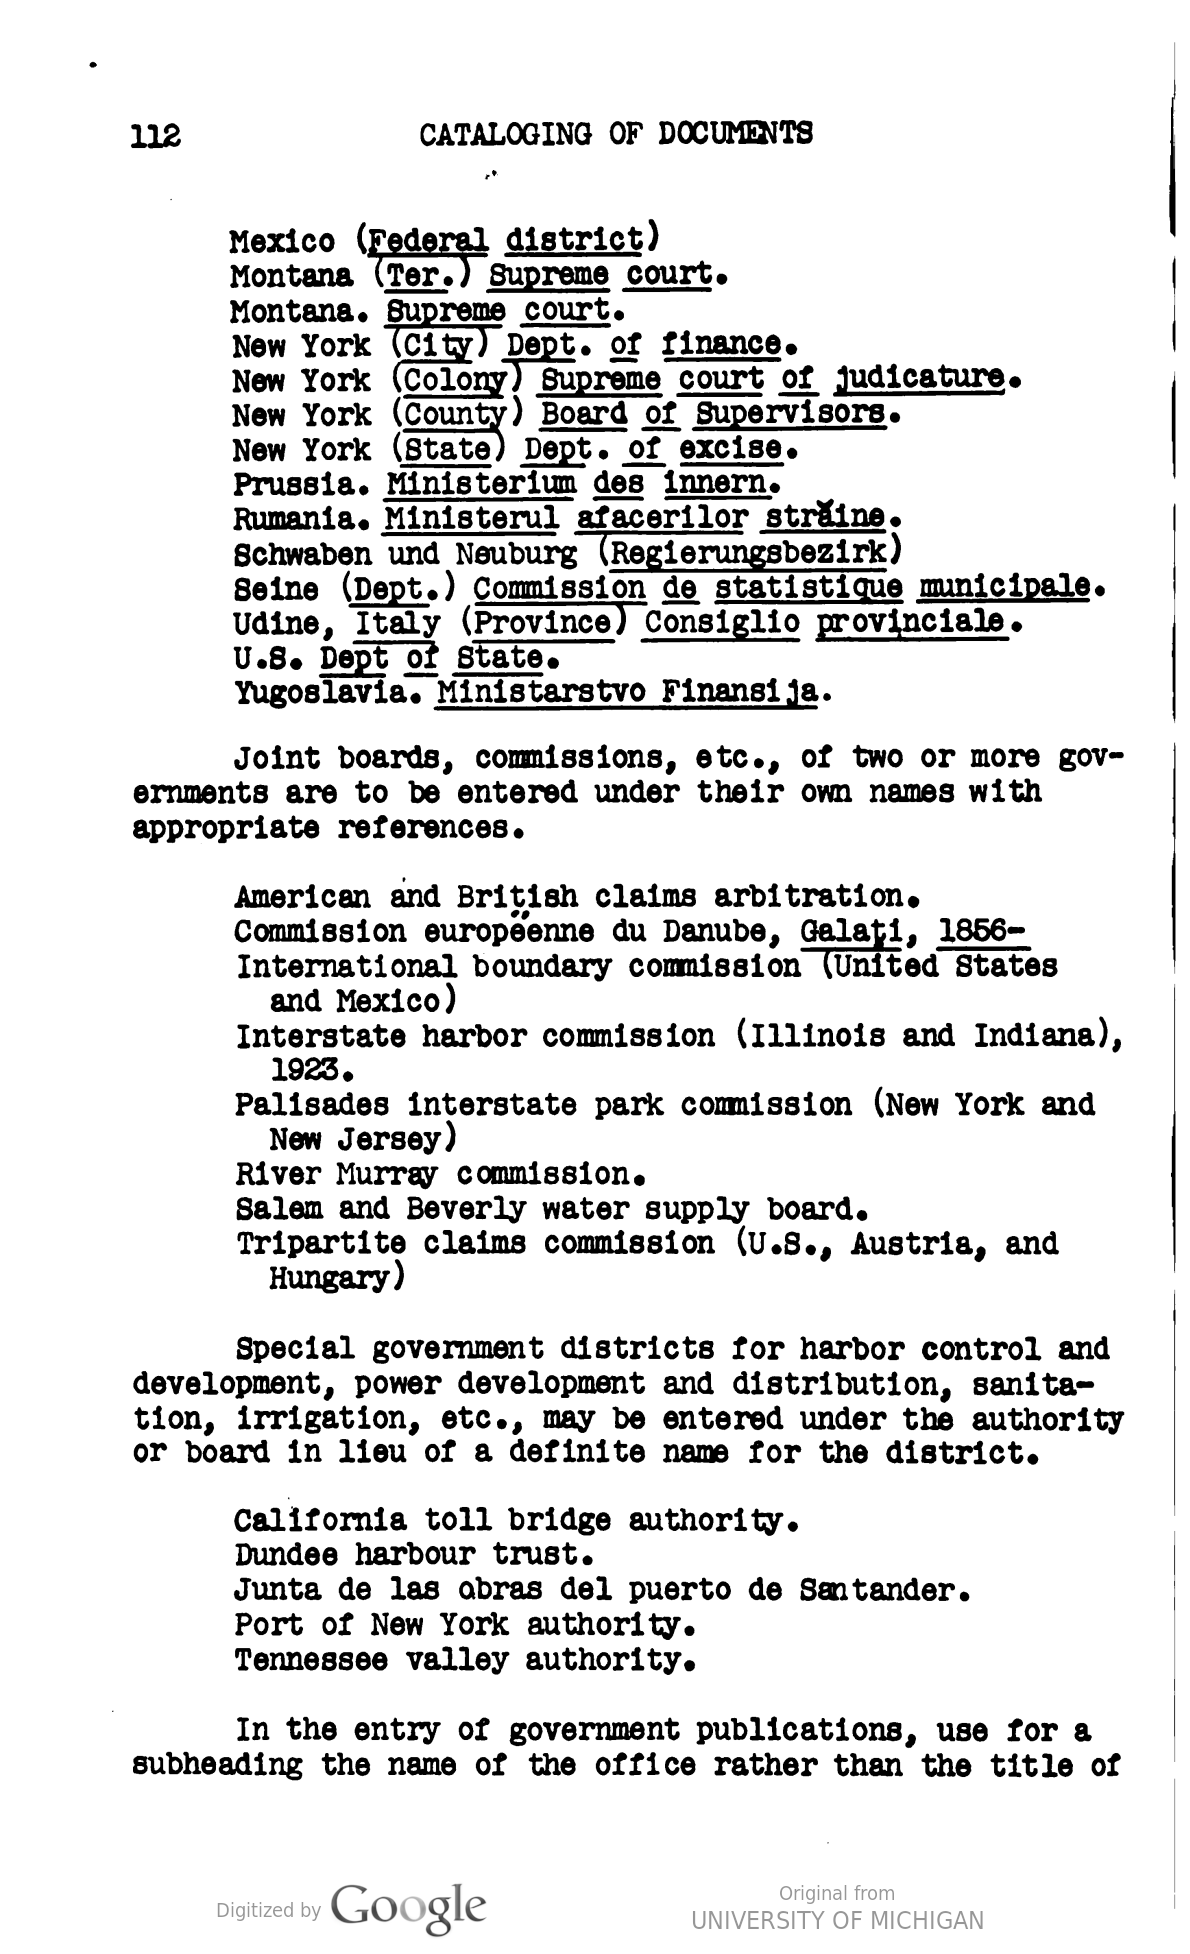 112 CATALOGING OF DOCUMENTS
Mexico (Federal district)
Montana (Ter.) Supreme court.
Montana. Supreme court.
New York (City) Dept. of finance.
New York (Colony) Supreme court of judicature.
New York (County) Board of Supervisors.
New York (State) Dept. of excise.
Prussia. Ministerium des innern.
Rumania. Ministerul afacerilor străine.
Schwaben und Neuburg (Regierungsbezirk)
Seine (Dept.) Commission de statistique municipale.
Udine, Italy (Province) Consiglio provinciale.
U.S. Dept of State.
Yugoslavia. Ministarstvo Finansija.
Joint boards, commissions, etc., of two or more gov-
ernments are to be entered under their own names with
appropriate references.
American and British claims arbitration.
Commission européenne du Danube, Galaţi, 1856-
International boundary commission (United States
and Mexico)
Interstate harbor commission (Illinois and Indiana),
1923.
Palisades interstate park commission (New York and
New Jersey)
River Murray commission.
Salem and Beverly water supply board.
Tripartite claims commission (U.S., Austria, and
Hungary)
Special government districts for harbor control and
development, power development and distribution, sanita-
tion, irrigation, etc., may be entered under the authority
or board in lieu of a definite name for the district.
California toll bridge authority.
Dundee harbour trust.
Junta de las obras del puerto de Santander.
Port of New York authority.
Tennessee valley authority.
In the entry of government publications, use for a
subheading the name of the office rather than the title of
Digitized by Google
Original from
UNIVERSITY OF MICHIGAN